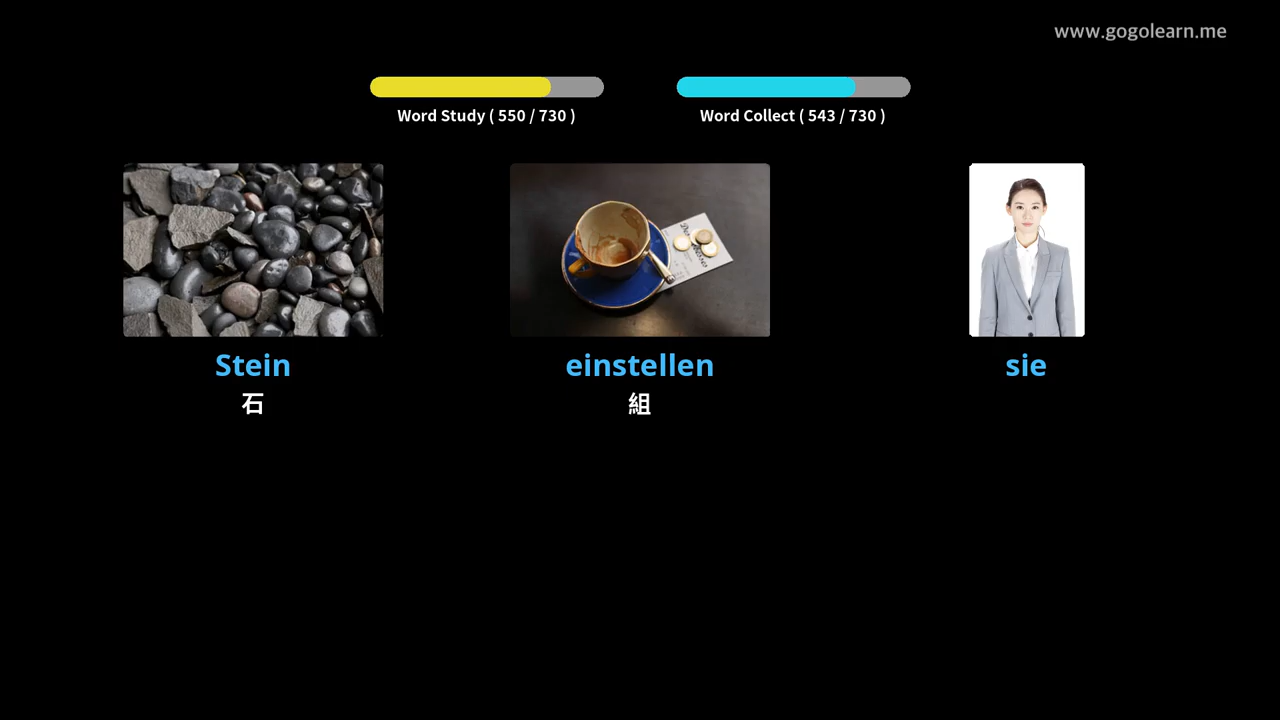 www.gogolearn.me
Word Study ( 550 / 730 )
Word Collect ( 543 / 730 )
Stein
石
einstellen
組
sie